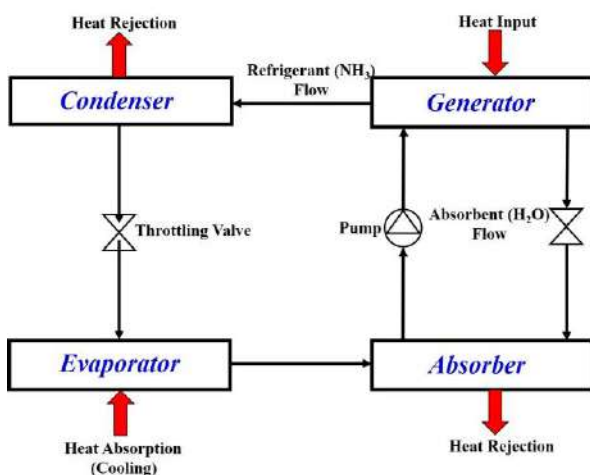 Heat Rejection
Heat Input
Condenser
Refrigerant (NH₃)
Flow
Generator
Throttling Valve
Pump
Absorbent (H₂O)
Flow
Evaporator
Absorber
Heat Absorption
(Cooling)
Heat Rejection